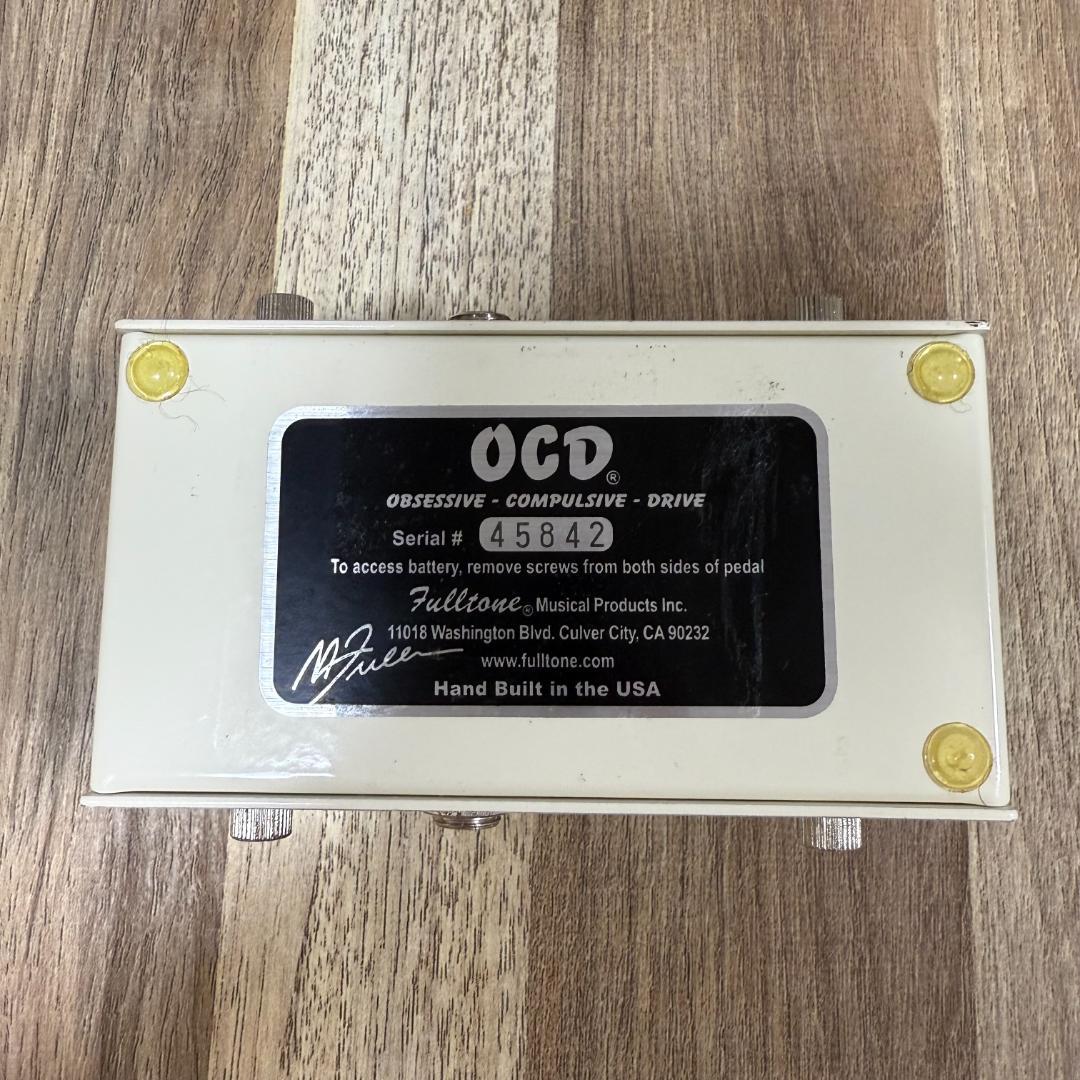 OCD®
OBSESSIVE - COMPULSIVE - DRIVE
Serial # 45842
To access battery, remove screws from both sides of pedal
Fulltone® Musical Products Inc.
11018 Washington Blvd. Culver City, CA 90232
www.fulltone.com
Hand Built in the USA